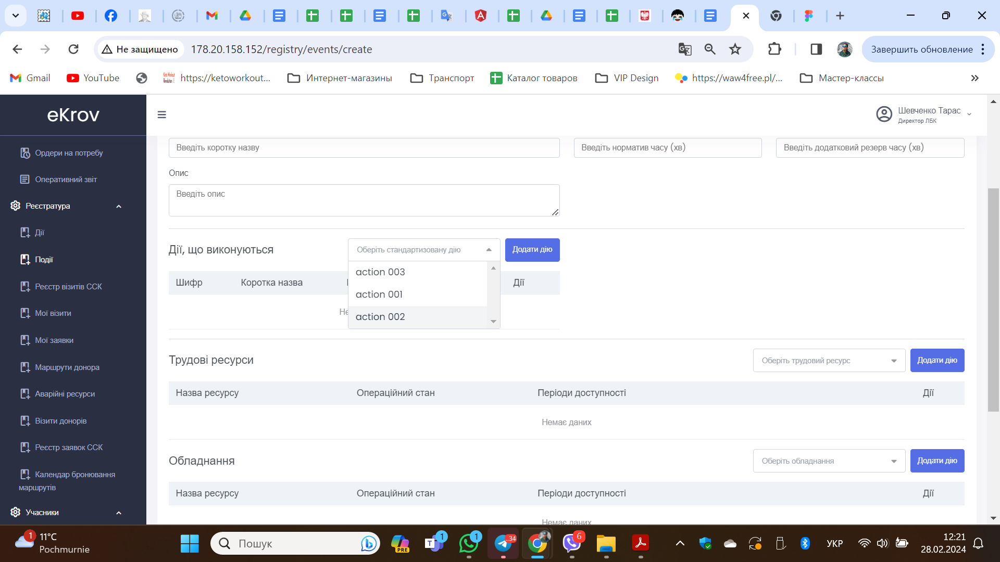 Не защищено
178.20.158.152/registry/events/create
Завершить обновление
Gmail
YouTube
https://ketoworkout...
Интернет-магазины
Транспорт
Каталог товаров
VIP Design
https://waw4free.pl/...
Мастер-классы
eKrov
Шевченко Тарас
Директор ЛБК
Ордери на потребу
Оперативний звіт
Реєстратура
Дії
Події
Реєстр візитів ССК
Мої візити
Мої заявки
Маршрути донора
Аварійні ресурси
Візити донорів
Реєстр заявок ССК
Календар бронювання
маршрутів
Учасники
Введіть коротку назву
Введіть норматив часу (хв)
Введіть додатковий резерв часу (хв)
Опис
Введіть опис
Дії, що виконуються
Оберіть стандартизовану дію
Додати дію
Шифр
Коротка назва
Дії
action 003
action 001
action 002
Трудові ресурси
Оберіть трудовий ресурс
Додати дію
Назва ресурсу
Операційний стан
Періоди доступності
Дії
Немає даних
Обладнання
Оберіть обладнання
Додати дію
Назва ресурсу
Операційний стан
Періоди доступності
Дії
Немає даних
1
11°C
Pochmurnie
Пошук
PRE
1
1
..34
6
УКР
12:21
28.02.2024